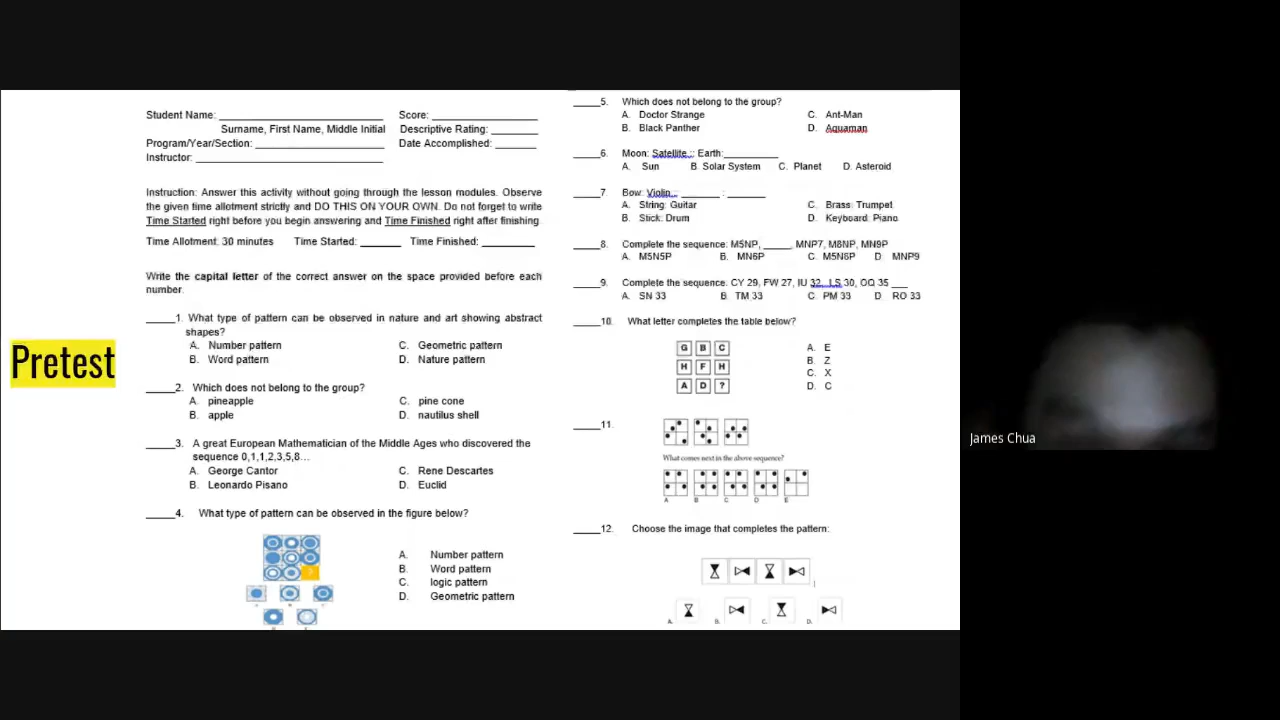 Pretest
Student Name: ____________ Score: ____________
Surname, First Name, Middle Initial Descriptive Rating: ________
Program/Year/Section: ____________ Date Accomplished: _______
Instructor: ____________
Instruction: Answer this activity without going through the lesson modules. Observe
the given time allotment strictly and DO THIS ON YOUR OWN. Do not forget to write
Time Started right before you begin answering and Time Finished right after finishing.
Time Allotment: 30 minutes Time Started: _______ Time Finished: _________
Write the capital letter of the correct answer on the space provided before each
number.
_____1. What type of pattern can be observed in nature and art showing abstract
shapes?
A. Number pattern C. Geometric pattern
B. Word pattern D. Nature pattern
_____2. Which does not belong to the group?
A. pineapple C. pine cone
B. apple D. nautilus shell
_____3. A great European Mathematician of the Middle Ages who discovered the
sequence 0,1,1,2,3,5,8...
A. George Cantor C. Rene Descartes
B. Leonardo Pisano D. Euclid
_____4. What type of pattern can be observed in the figure below?
A. Number pattern
B. Word pattern
C. logic pattern
D. Geometric pattern
_____5. Which does not belong to the group?
A. Doctor Strange C. Ant-Man
B. Black Panther D. Aquaman
_____6. Moon: Satellite :: Earth:_________
A. Sun B Solar System C. Planet D. Asteroid
_____7. Bow: Violin :: _______ : _______
A. String: Guitar C. Brass: Trumpet
B. Stick: Drum D. Keyboard: Piano
_____8. Complete the sequence: M5NP, _____, MNP7, M8NP, MN9P
A. M5N5P B. MN6P C. M5N6P D. MNP9
_____9. Complete the sequence. CY 29, FW 27, IU 32, LS 30, OQ 35 ___
A. SN 33 B. TM 33 C. PM 33 D. RO 33
_____10. What letter completes the table below?
G B C
H F H
A D ?
A. E
B. Z
C. X
D. C
_____11.
What comes next in the above sequence?
A B C D E
_____12. Choose the image that completes the pattern:
A. B. C. D.
James Chua